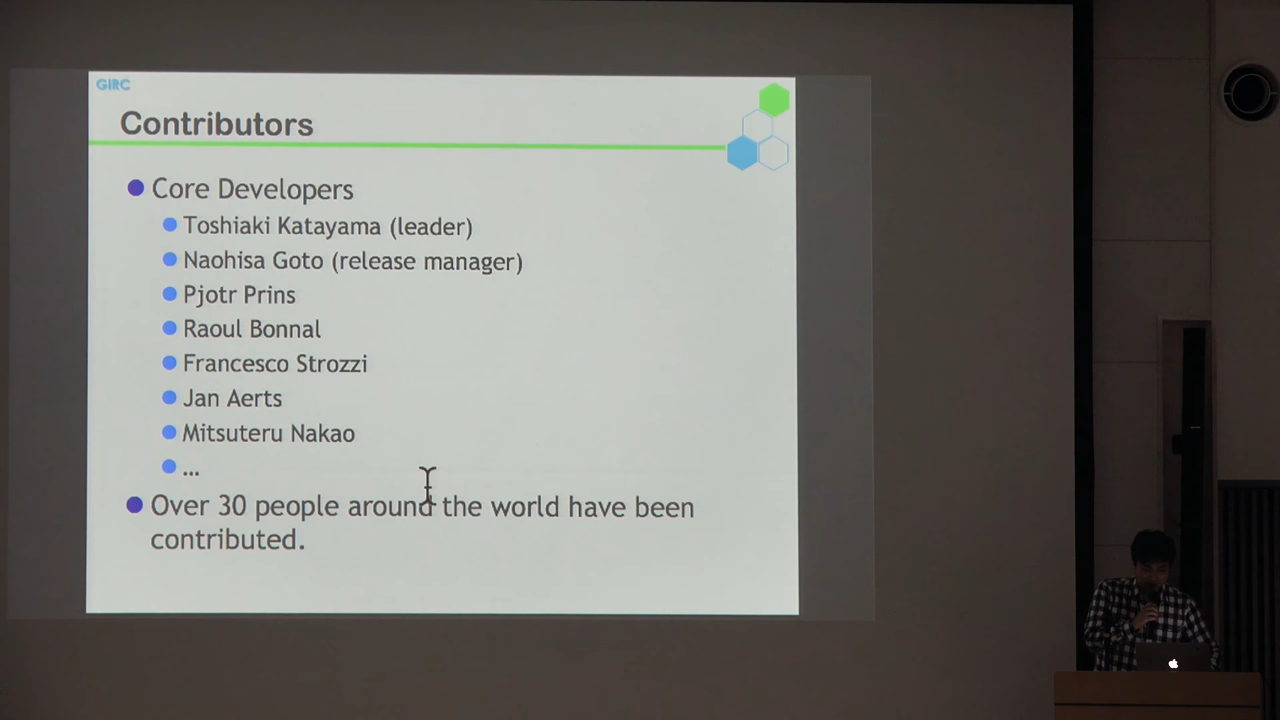 GIRC
Contributors
Core Developers
Toshiaki Katayama (leader)
Naohisa Goto (release manager)
Pjotr Prins
Raoul Bonnal
Francesco Strozzi
Jan Aerts
Mitsuteru Nakao
...
Over 30 people around the world have been
contributed.